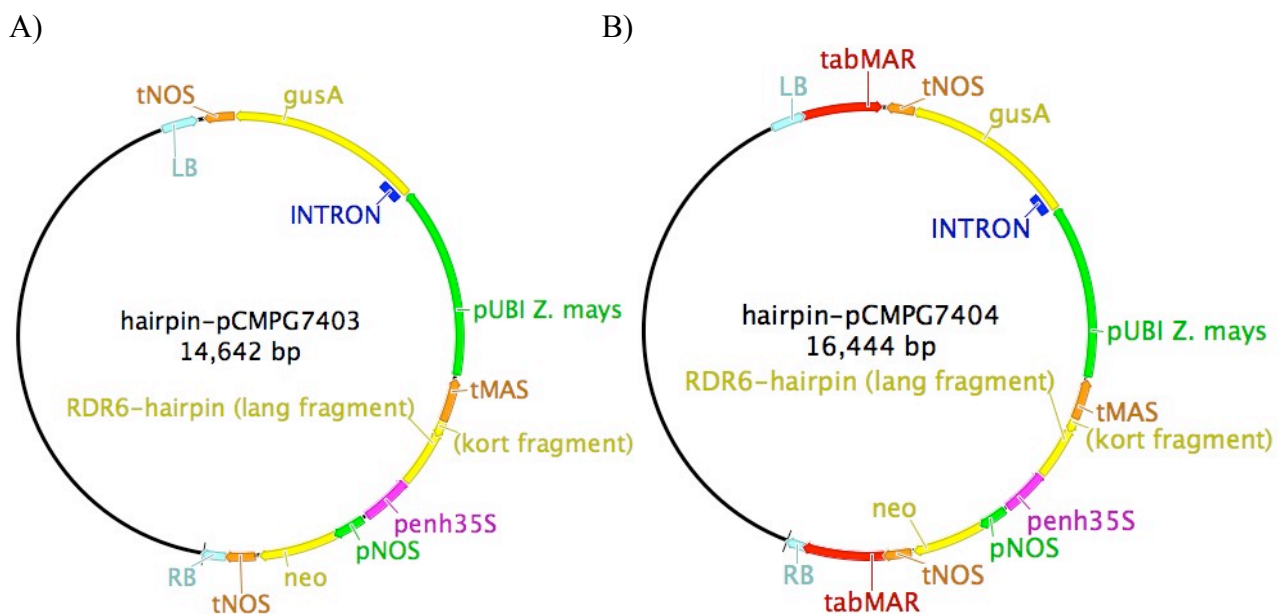 A)
tNOS
gusA
LB
INTRON
hairpin-pCMPG7403
14,642 bp
pUBI Z. mays
RDR6-hairpin (lang fragment)
tMAS
(kort fragment)
penh35S
pNOS
RB
neo
tNOS
B)
tabMAR
LB
tNOS
gusA
INTRON
hairpin-pCMPG7404
16,444 bp
pUBI Z. mays
RDR6-hairpin (lang fragment)
tMAS
(kort fragment)
neo
penh35S
pNOS
RB
tNOS
tabMAR